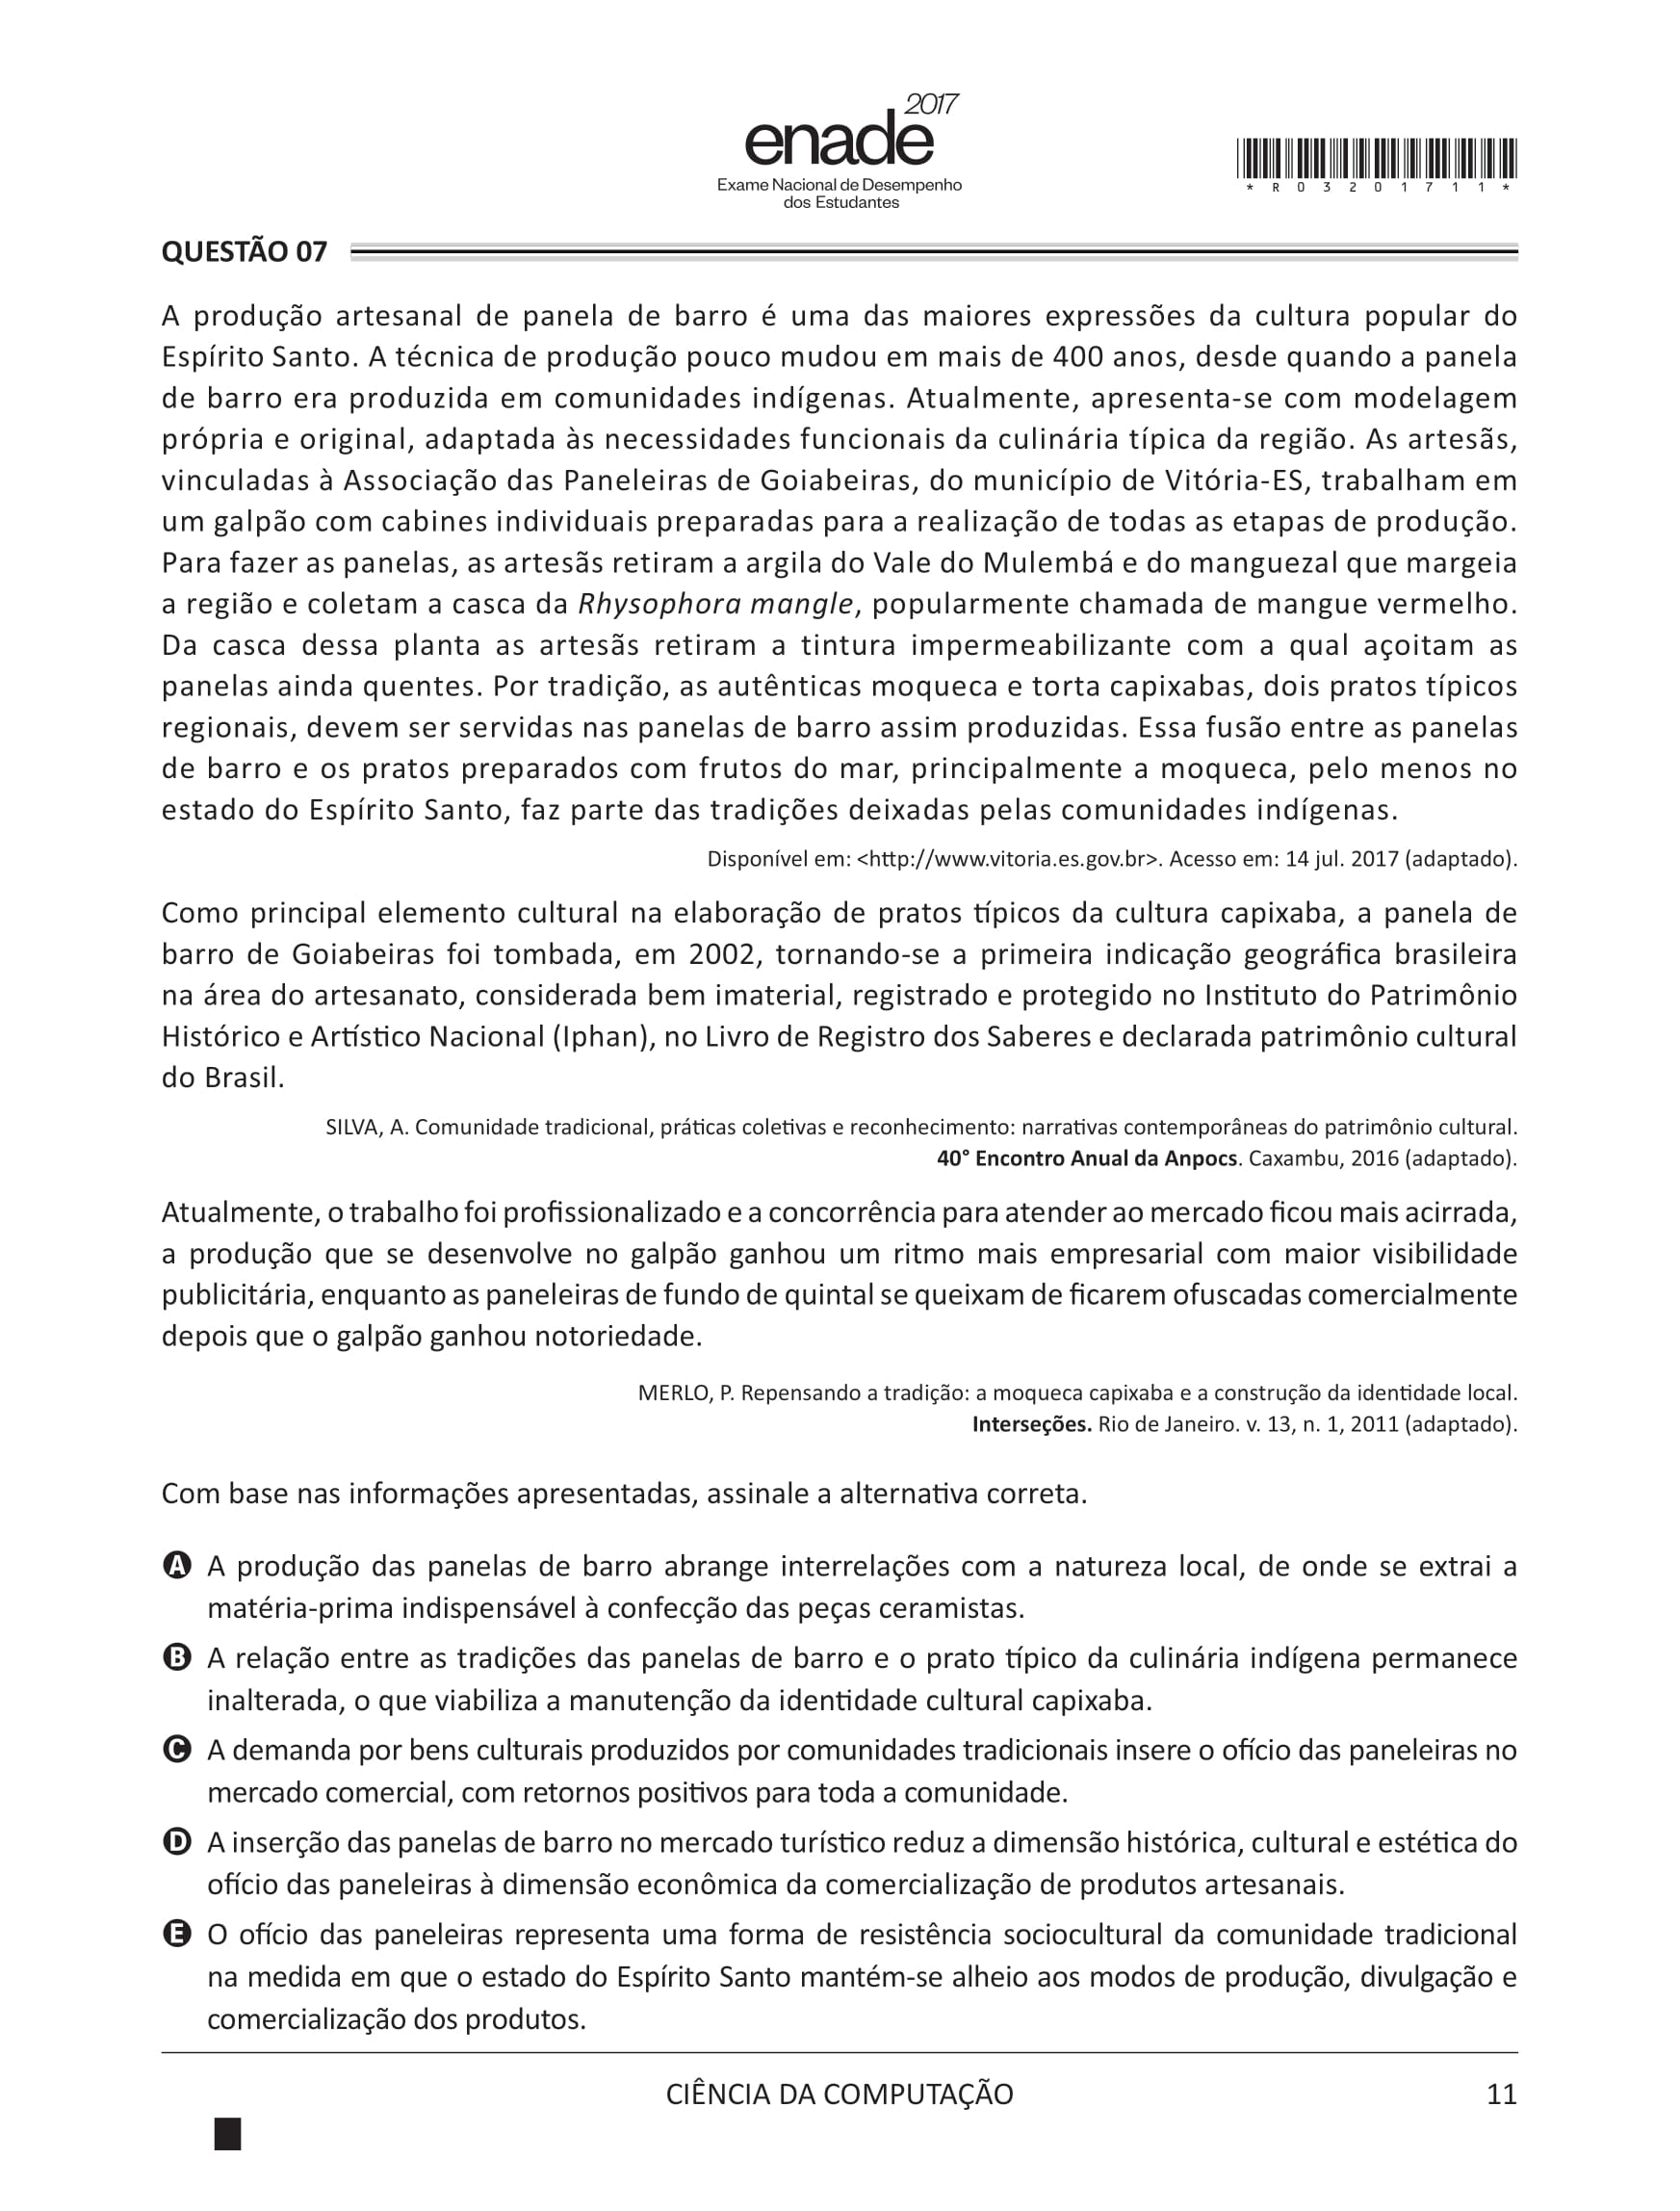 2017
enade
Exame Nacional de Desempenho
dos Estudantes
*R03201711*
QUESTÃO 07
A produção artesanal de panela de barro é uma das maiores expressões da cultura popular do
Espírito Santo. A técnica de produção pouco mudou em mais de 400 anos, desde quando a panela
de barro era produzida em comunidades indígenas. Atualmente, apresenta-se com modelagem
própria e original, adaptada às necessidades funcionais da culinária típica da região. As artesãs,
vinculadas à Associação das Paneleiras de Goiabeiras, do município de Vitória-ES, trabalham em
um galpão com cabines individuais preparadas para a realização de todas as etapas de produção.
Para fazer as panelas, as artesãs retiram a argila do Vale do Mulembá e do manguezal que margeia
a região e coletam a casca da Rhysophora mangle, popularmente chamada de mangue vermelho.
Da casca dessa planta as artesãs retiram a tintura impermeabilizante com a qual açoitam as
panelas ainda quentes. Por tradição, as autênticas moqueca e torta capixabas, dois pratos típicos
regionais, devem ser servidas nas panelas de barro assim produzidas. Essa fusão entre as panelas
de barro e os pratos preparados com frutos do mar, principalmente a moqueca, pelo menos no
estado do Espírito Santo, faz parte das tradições deixadas pelas comunidades indígenas.
Disponível em: <http://www.vitoria.es.gov.br>. Acesso em: 14 jul. 2017 (adaptado).
Como principal elemento cultural na elaboração de pratos típicos da cultura capixaba, a panela de
barro de Goiabeiras foi tombada, em 2002, tornando-se a primeira indicação geográfica brasileira
na área do artesanato, considerada bem imaterial, registrado e protegido no Instituto do Patrimônio
Histórico e Artístico Nacional (Iphan), no Livro de Registro dos Saberes e declarada patrimônio cultural
do Brasil.
SILVA, A. Comunidade tradicional, práticas coletivas e reconhecimento: narrativas contemporâneas do patrimônio cultural.
40° Encontro Anual da Anpocs. Caxambu, 2016 (adaptado).
Atualmente, o trabalho foi profissionalizado e a concorrência para atender ao mercado ficou mais acirrada,
a produção que se desenvolve no galpão ganhou um ritmo mais empresarial com maior visibilidade
publicitária, enquanto as paneleiras de fundo de quintal se queixam de ficarem ofuscadas comercialmente
depois que o galpão ganhou notoriedade.
MERLO, P. Repensando a tradição: a moqueca capixaba e a construção da identidade local.
Interseções. Rio de Janeiro. v. 13, n. 1, 2011 (adaptado).
Com base nas informações apresentadas, assinale a alternativa correta.
A A produção das panelas de barro abrange interrelações com a natureza local, de onde se extrai a
matéria-prima indispensável à confecção das peças ceramistas.
B A relação entre as tradições das panelas de barro e o prato típico da culinária indígena permanece
inalterada, o que viabiliza a manutenção da identidade cultural capixaba.
C A demanda por bens culturais produzidos por comunidades tradicionais insere o ofício das paneleiras no
mercado comercial, com retornos positivos para toda a comunidade.
D A inserção das panelas de barro no mercado turístico reduz a dimensão histórica, cultural e estética do
ofício das paneleiras à dimensão econômica da comercialização de produtos artesanais.
E O ofício das paneleiras representa uma forma de resistência sociocultural da comunidade tradicional
na medida em que o estado do Espírito Santo mantém-se alheio aos modos de produção, divulgação e
comercialização dos produtos.
CIÊNCIA DA COMPUTAÇÃO
11